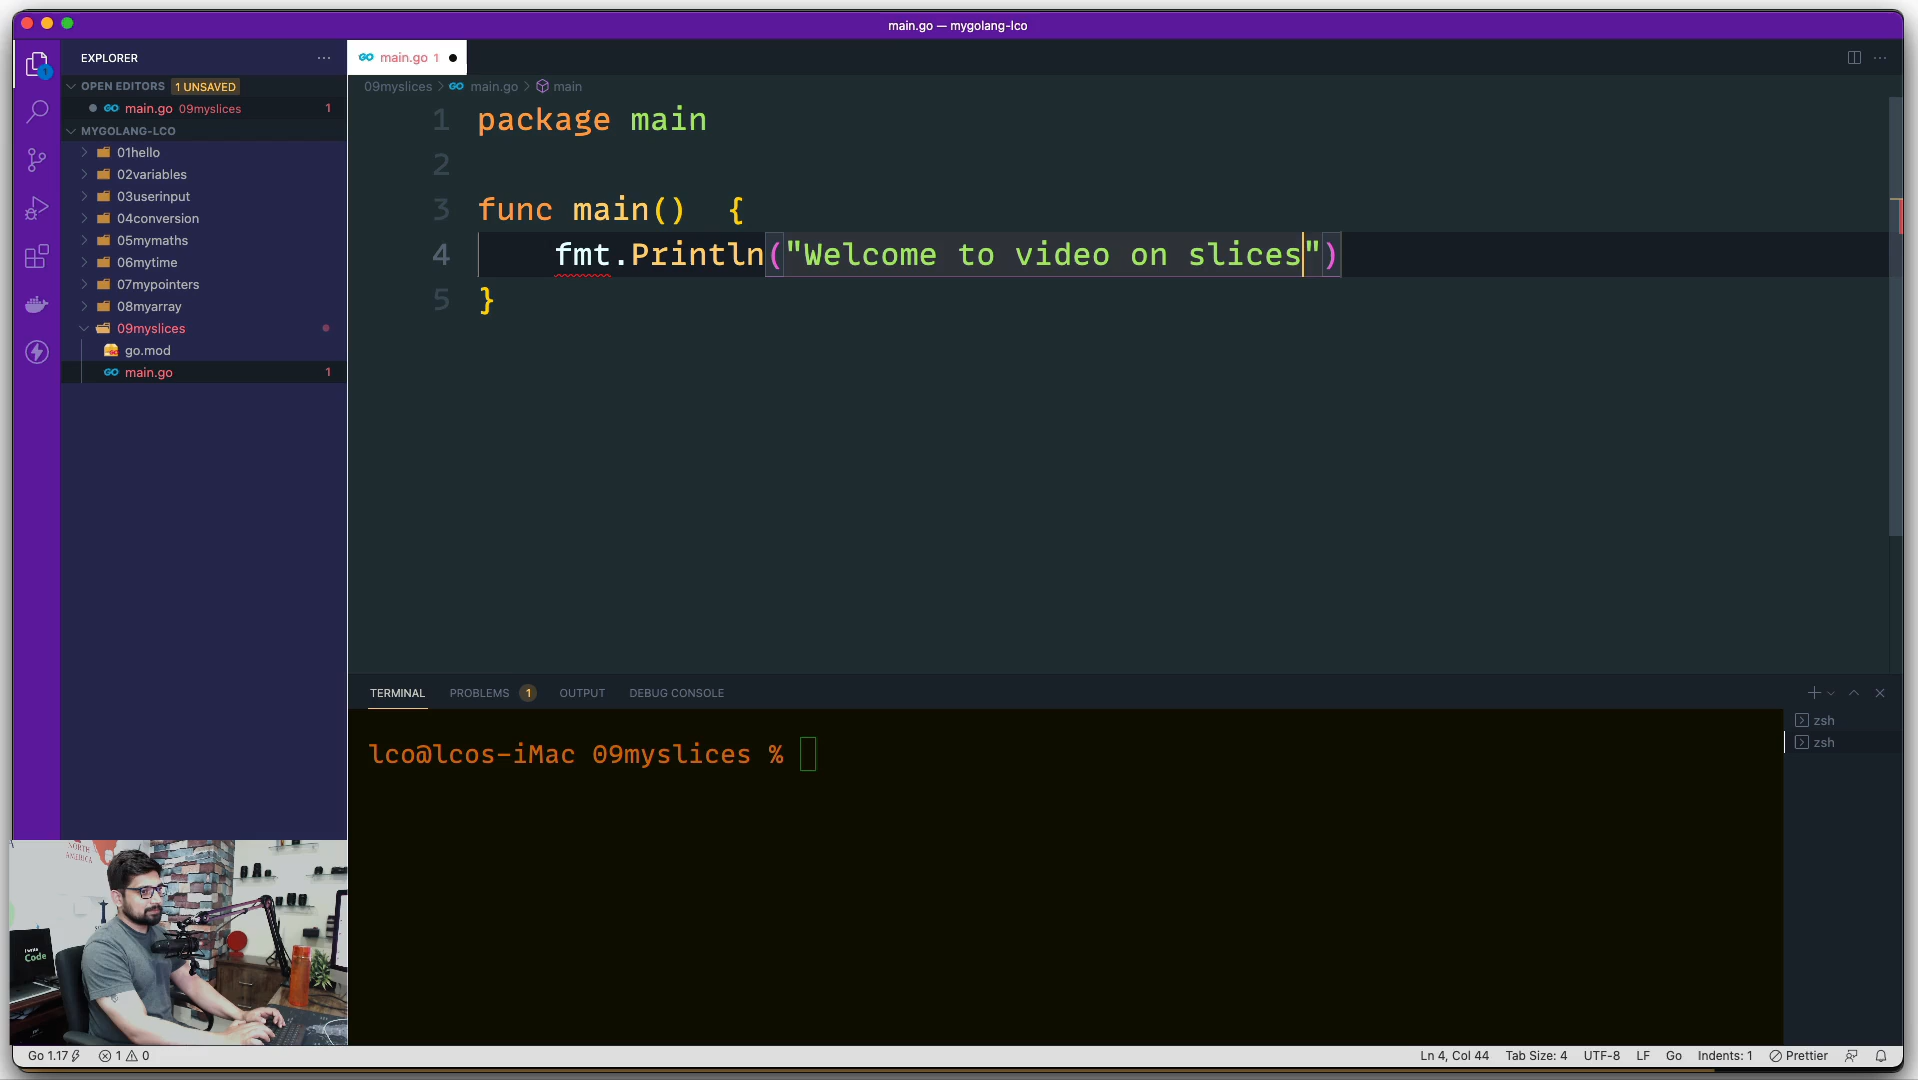 main.go — mygolang-lco
EXPLORER
main.go 1
OPEN EDITORS 1 UNSAVED
09myslices main.go main
main.go 09myslices 1
MYGOLANG-LCO
01hello
02variables
03userinput
04conversion
05mymaths
06mytime
07mypointers
08myarray
09myslices
go.mod
main.go 1
1 package main
2
3 func main()  {
4 fmt.Println("Welcome to video on slices")
5 }
TERMINAL PROBLEMS 1 OUTPUT DEBUG CONSOLE
zsh
zsh
lco@lcos-iMac 09myslices %
NORTH
AMERICA
I write
Code
Go 1.17 1 0 Ln 4, Col 44 Tab Size: 4 UTF-8 LF Go Indents: 1 Prettier